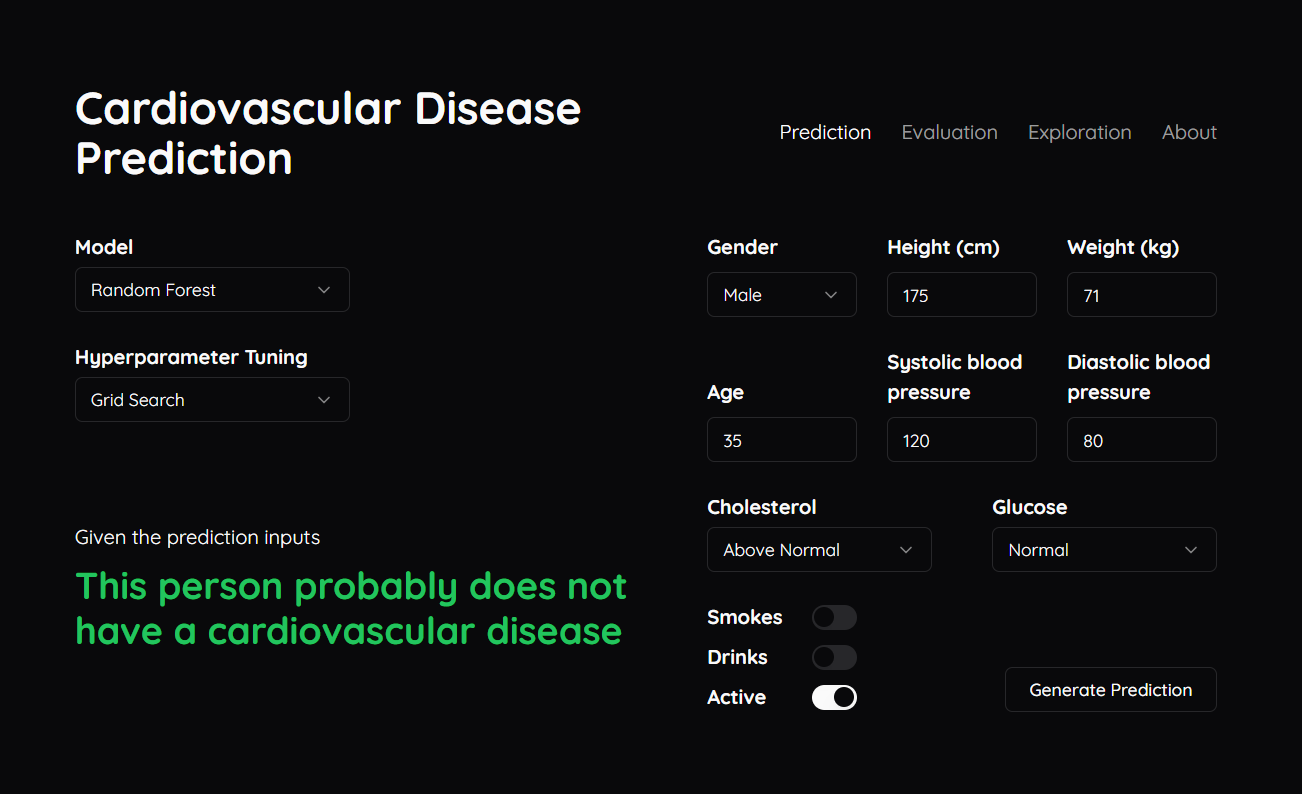 Cardiovascular Disease
Prediction
Prediction Evaluation Exploration About
Model
Random Forest
Hyperparameter Tuning
Grid Search
Given the prediction inputs
This person probably does not
have a cardiovascular disease
Gender Height (cm) Weight (kg)
Male 175 71
Age
Systolic blood
pressure
Diastolic blood
pressure
35 120 80
Cholesterol Glucose
Above Normal Normal
Smokes
Drinks
Active
Generate Prediction